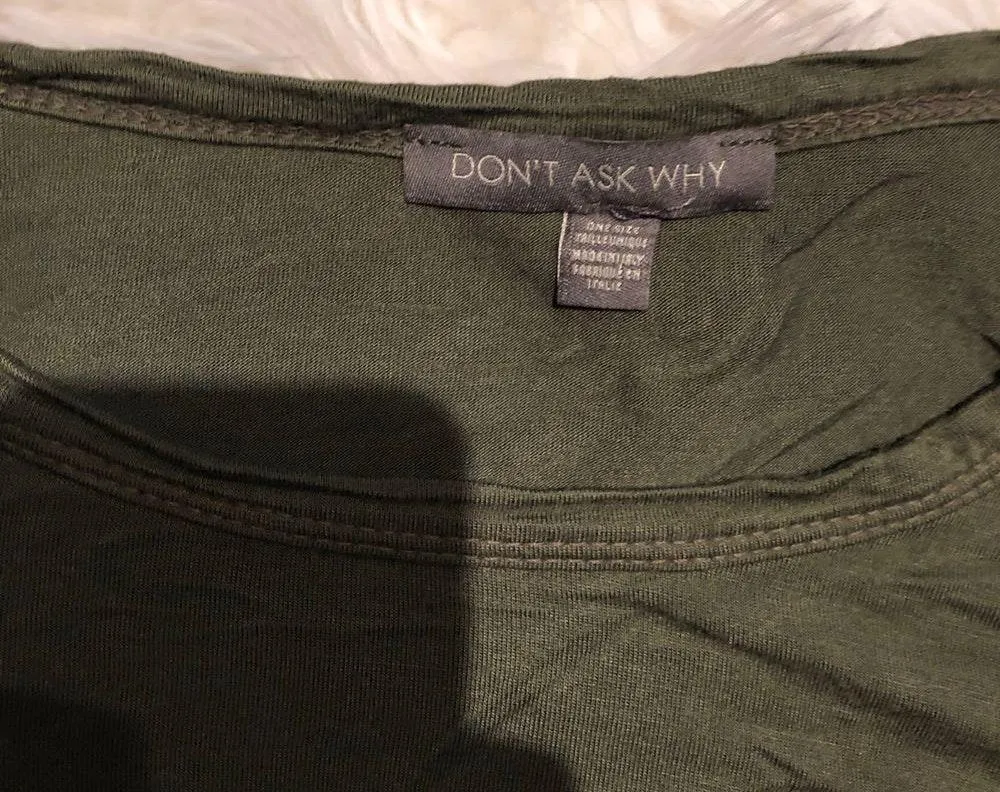 DON'T ASK WHY
ONE SIZE
TAILLE UNIQUE
MADE IN ITALY
FABRIQUÉ EN
ITALIE